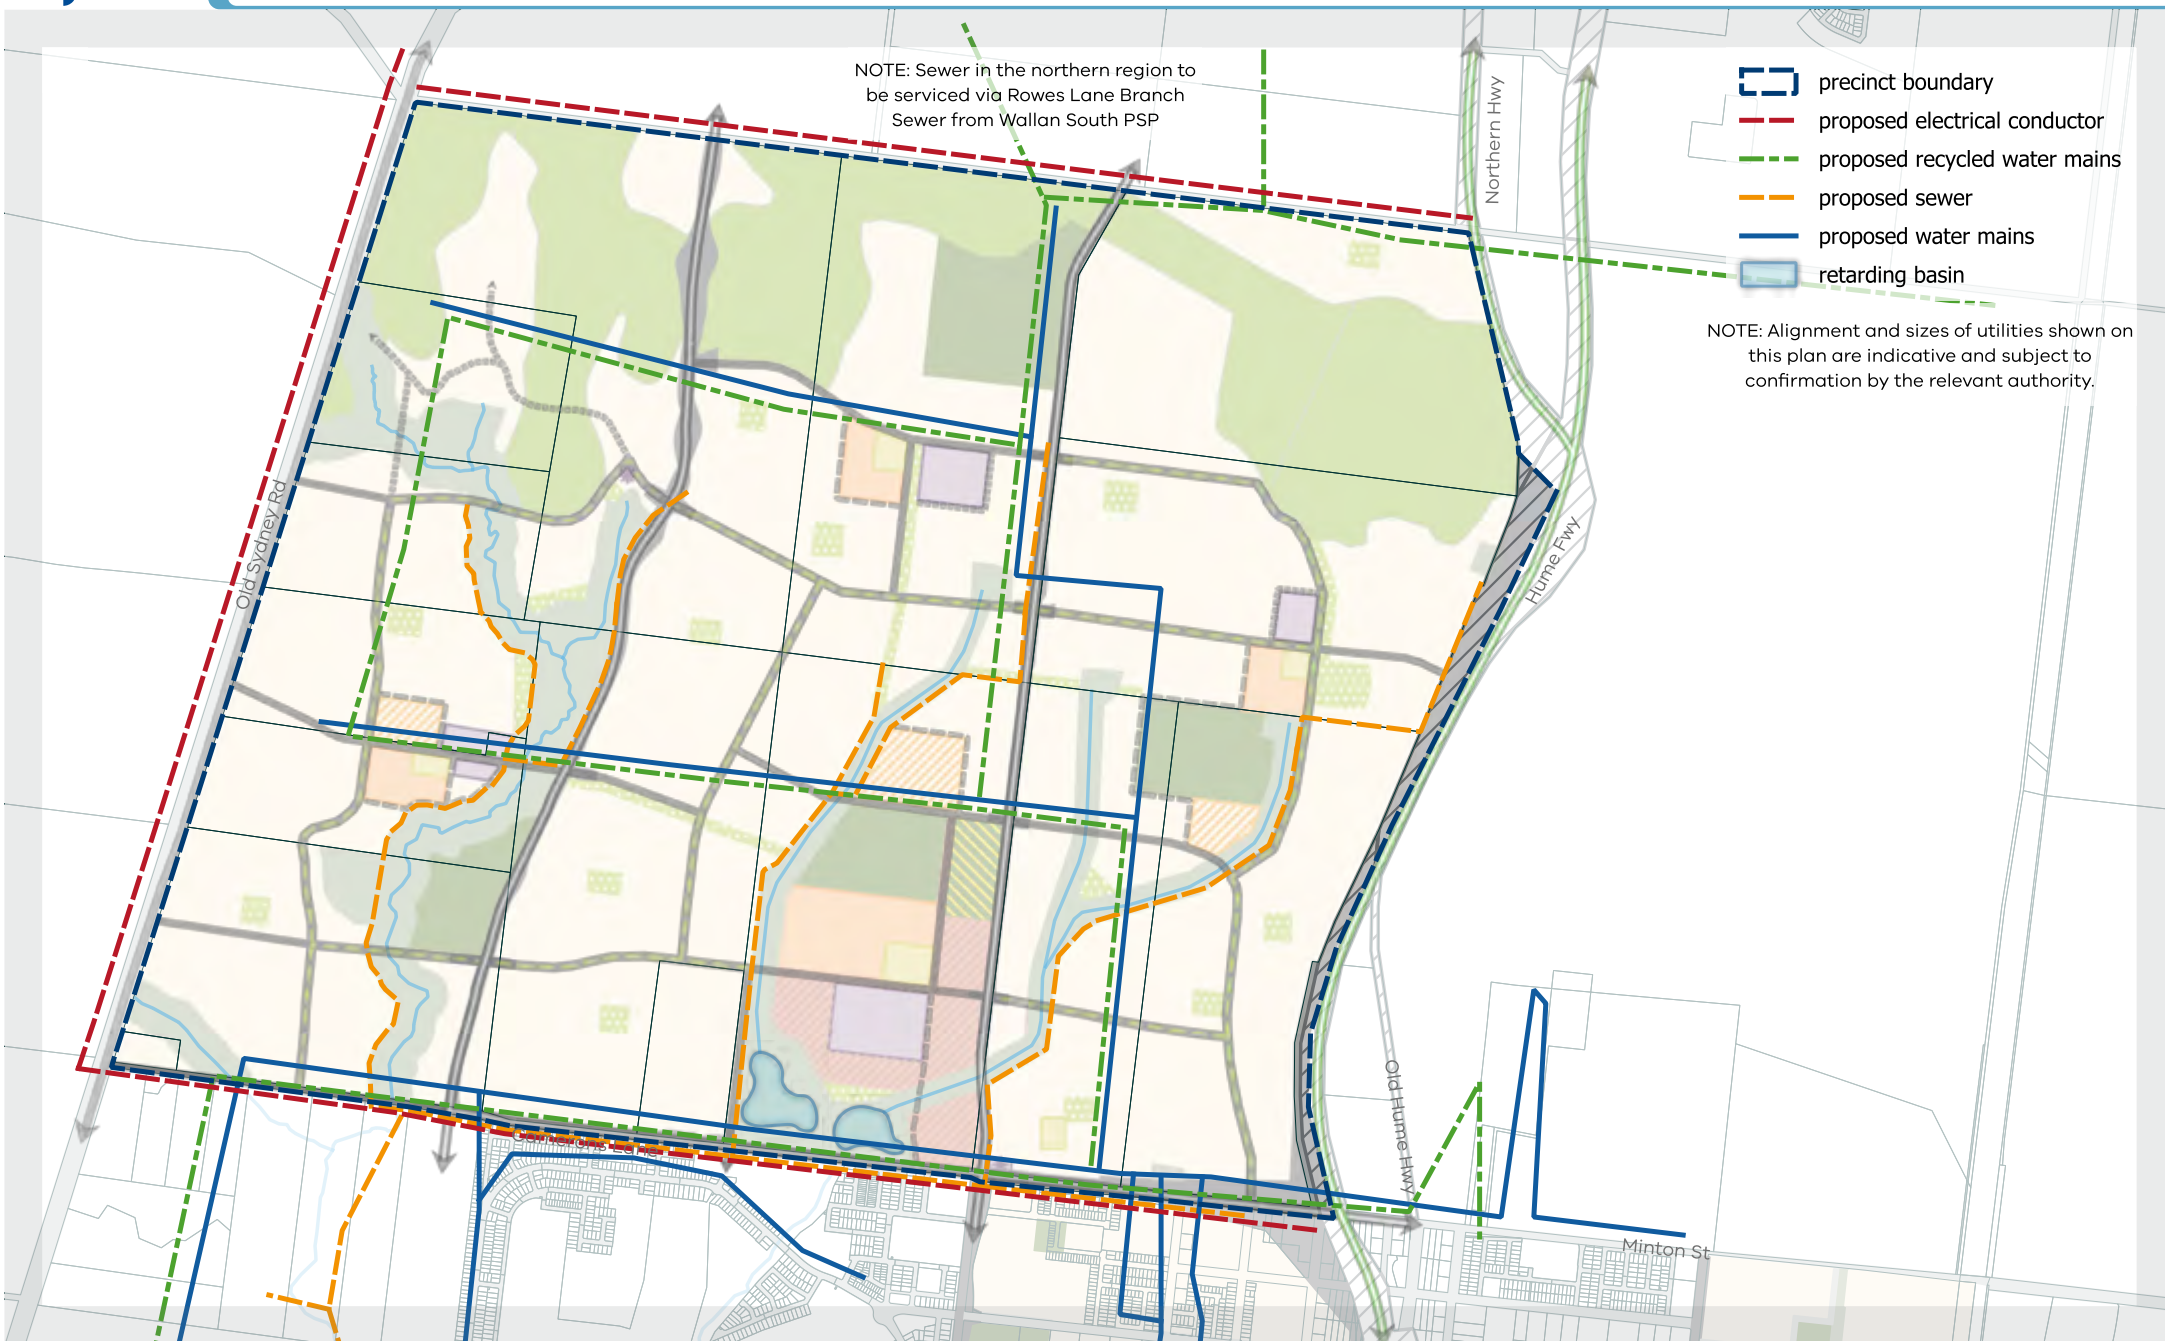 NOTE: Sewer in the northern region to
be serviced via Rowes Lane Branch
Sewer from Wallan South PSP
Northern Hwy
precinct boundary
proposed electrical conductor
proposed recycled water mains
proposed sewer
proposed water mains
retarding basin
NOTE: Alignment and sizes of utilities shown on
this plan are indicative and subject to
confirmation by the relevant authority.
Old Sydney Rd
Hume Fwy
Old Hume Hwy
Camerons Lane
Minton St